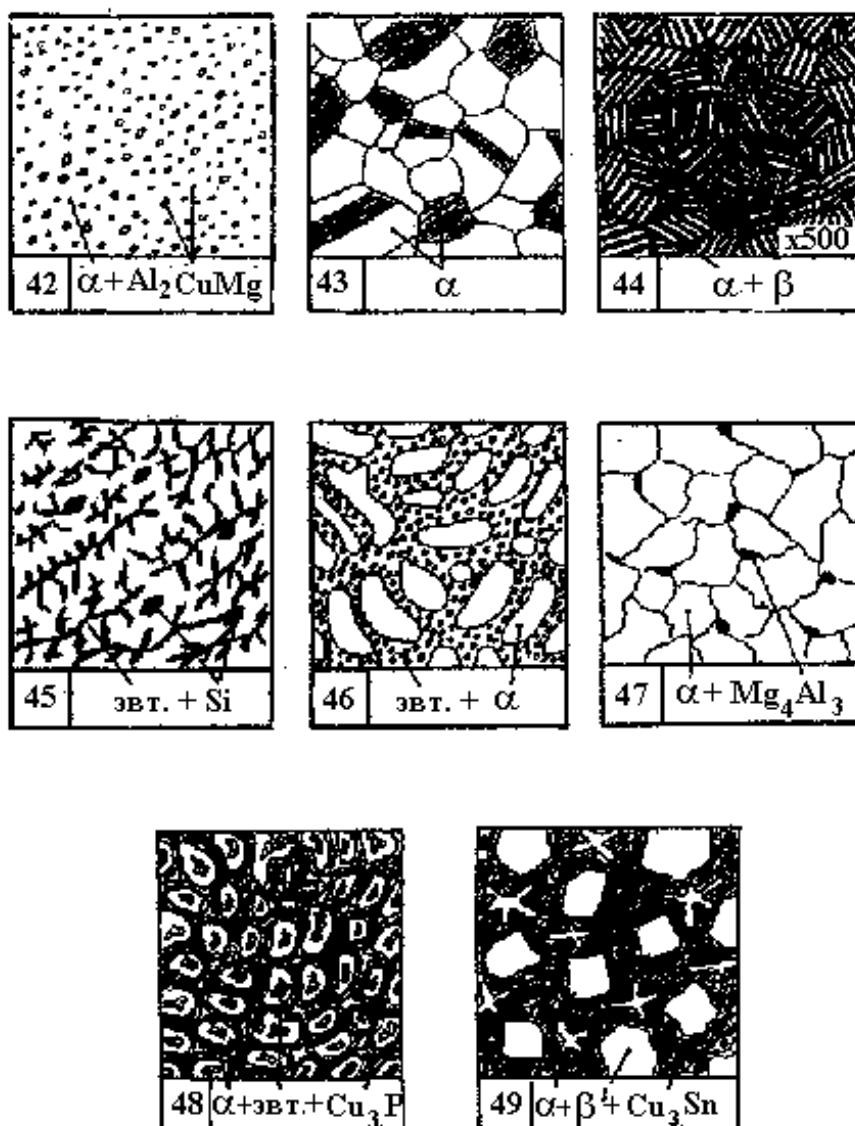 x500
42 α+Al₂CuMg
43 α
44 α + β
45 эвт. + Si
46 эвт. + α
47 α + Mg₄Al₃
48 α+эвт.+Cu₃P
49 α+β'+Cu₃Sn